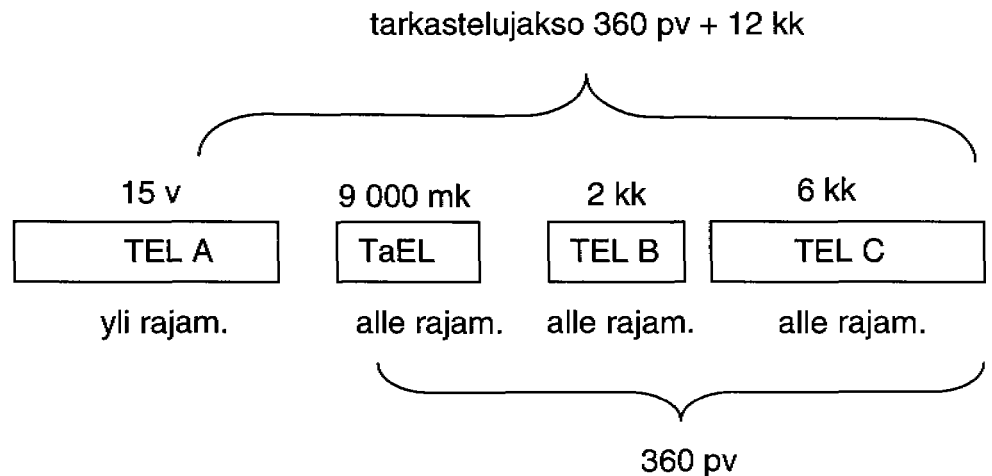 tarkastelujakso 360 pv + 12 kk
15 v 9 000 mk 2 kk 6 kk
TEL A TaEL TEL B TEL C
yli rajam. alle rajam. alle rajam. alle rajam.
360 pv